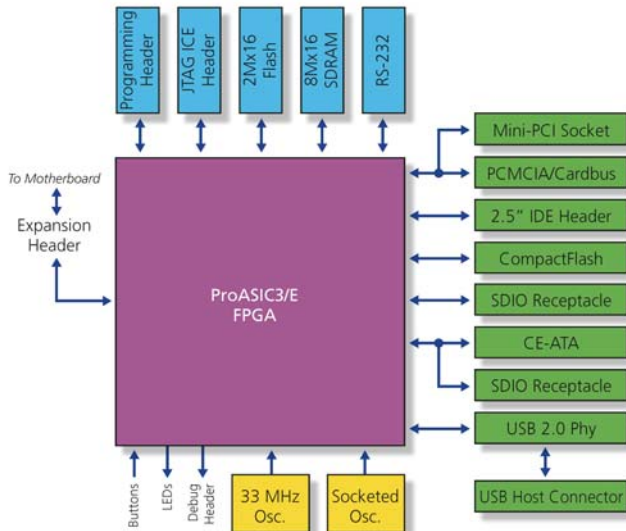 Programming
Header
JTAG ICE
Header
2Mx16
Flash
8Mx16
SDRAM
RS-232
To Motherboard
Expansion
Header
ProASIC3/E
FPGA
Mini-PCI Socket
PCMCIA/Cardbus
2.5" IDE Header
CompactFlash
SDIO Receptacle
CE-ATA
SDIO Receptacle
USB 2.0 Phy
USB Host Connector
Buttons
LEDs
Debug
Header
33 MHz
Osc.
Socketed
Osc.